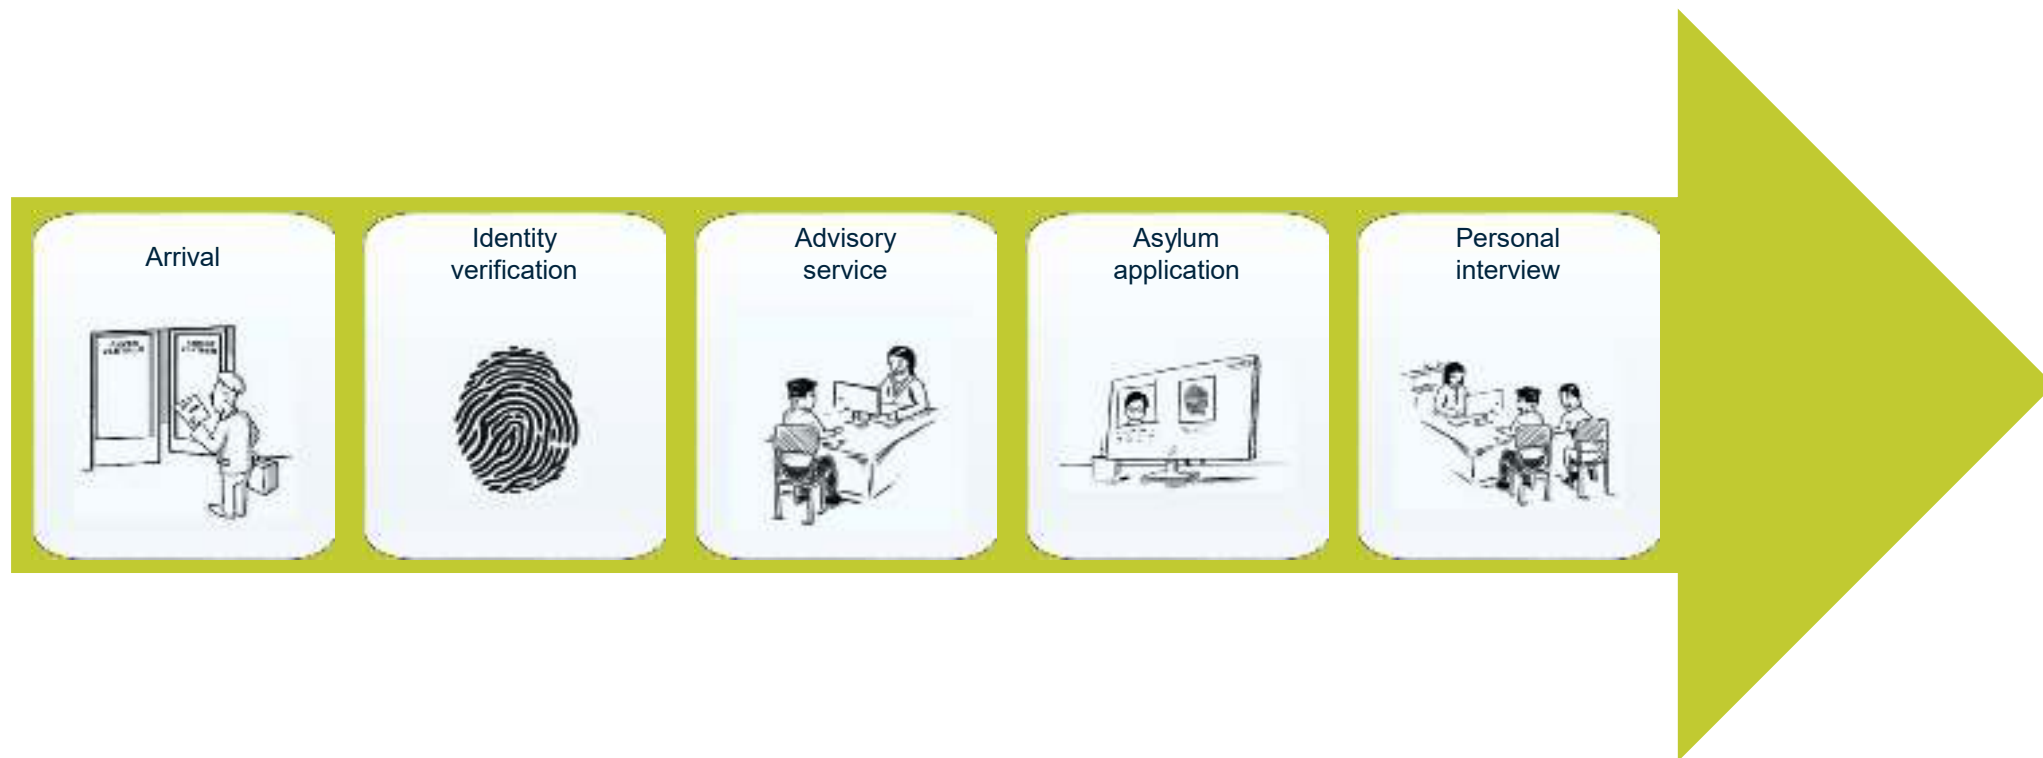 Arrival
Identity
verification
Advisory
service
Asylum
application
Personal
interview